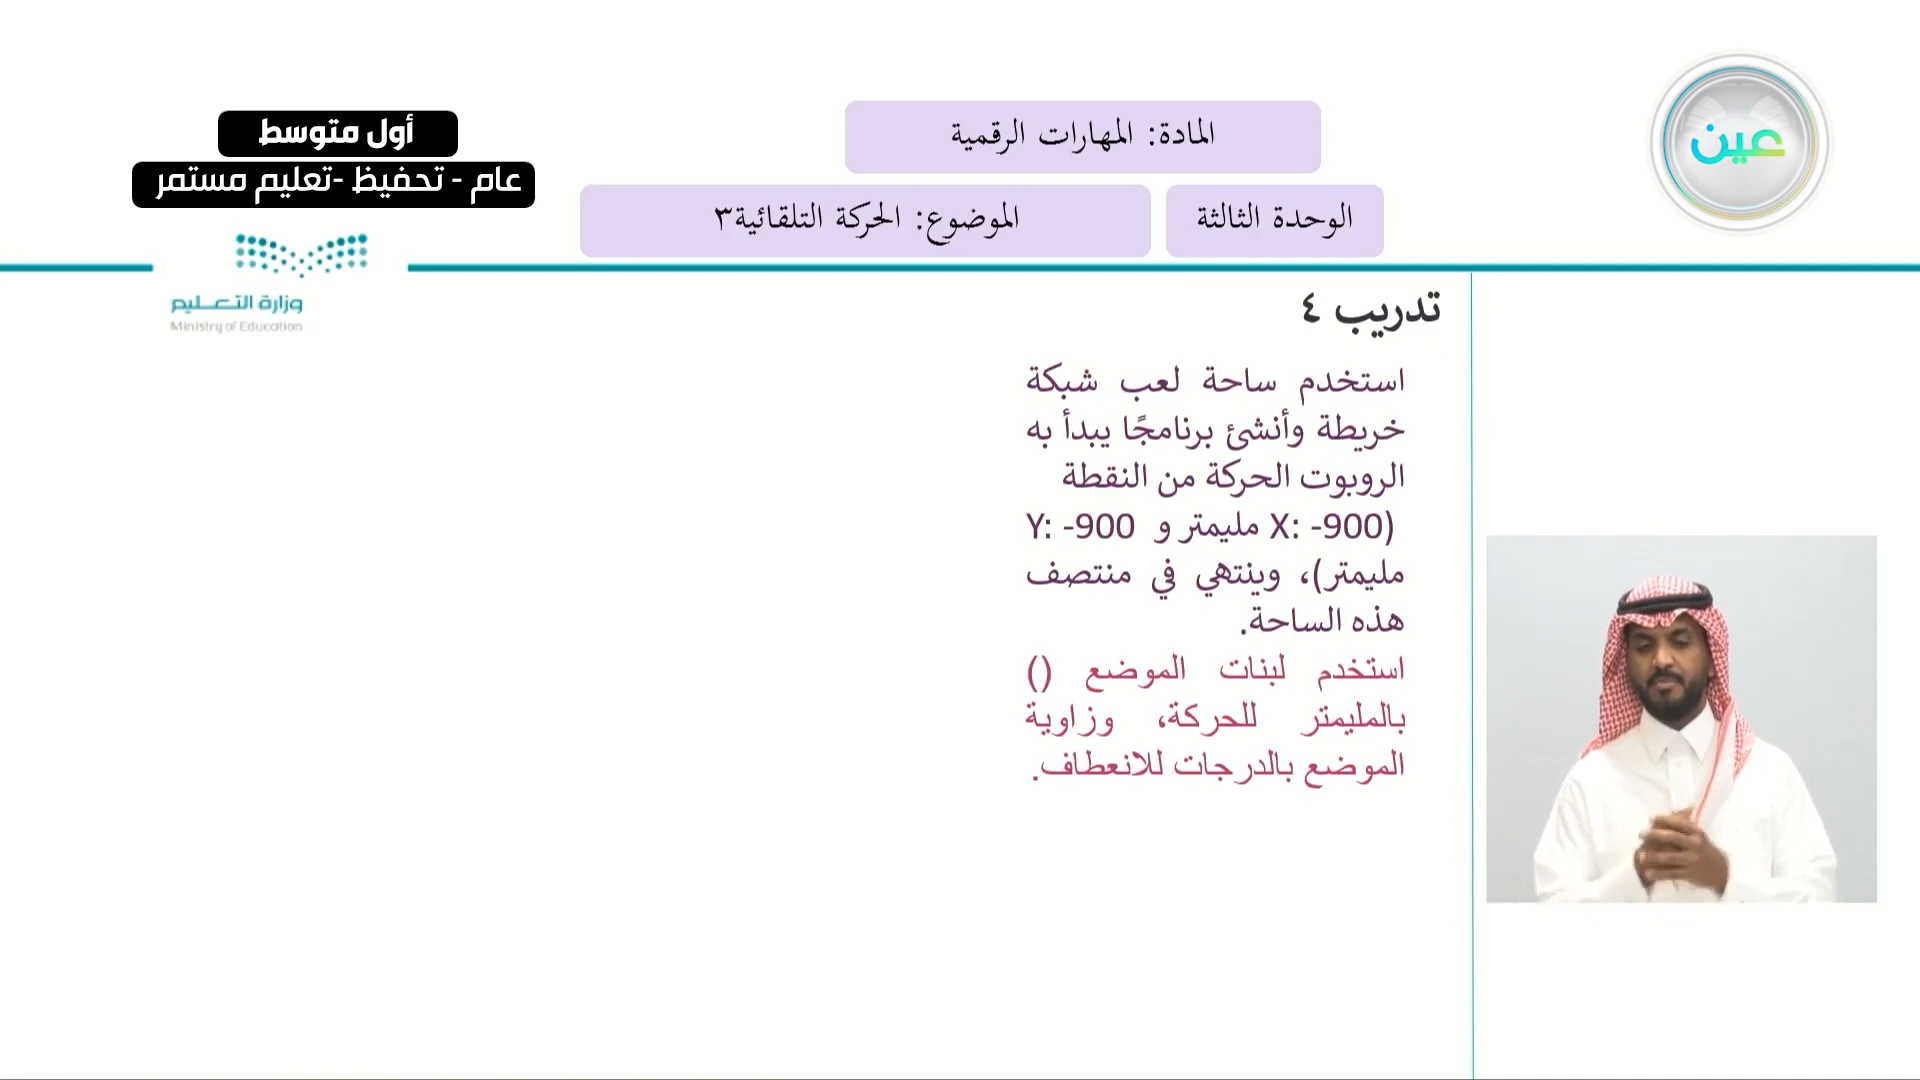 المادة: المهارات الرقمية
عين
أول متوسط
عام - تحفيظ -تعليم مستمر
الوحدة الثالثة
الموضوع: الحركة التلقائية٣
وزارة التعليم
Ministry of Education
تدريب ٤
استخدم ساحة لعب شبكة
خريطة وأنشئ برنامجًا يبدأ به
الروبوت الحركة من النقطة
(X: -900 مليمتر و Y: -900
مليمتر)، وينتهي في منتصف
هذه الساحة.
استخدم لبنات الموضع ()
بالمليمتر للحركة، وزاوية
الموضع بالدرجات للانعطاف.